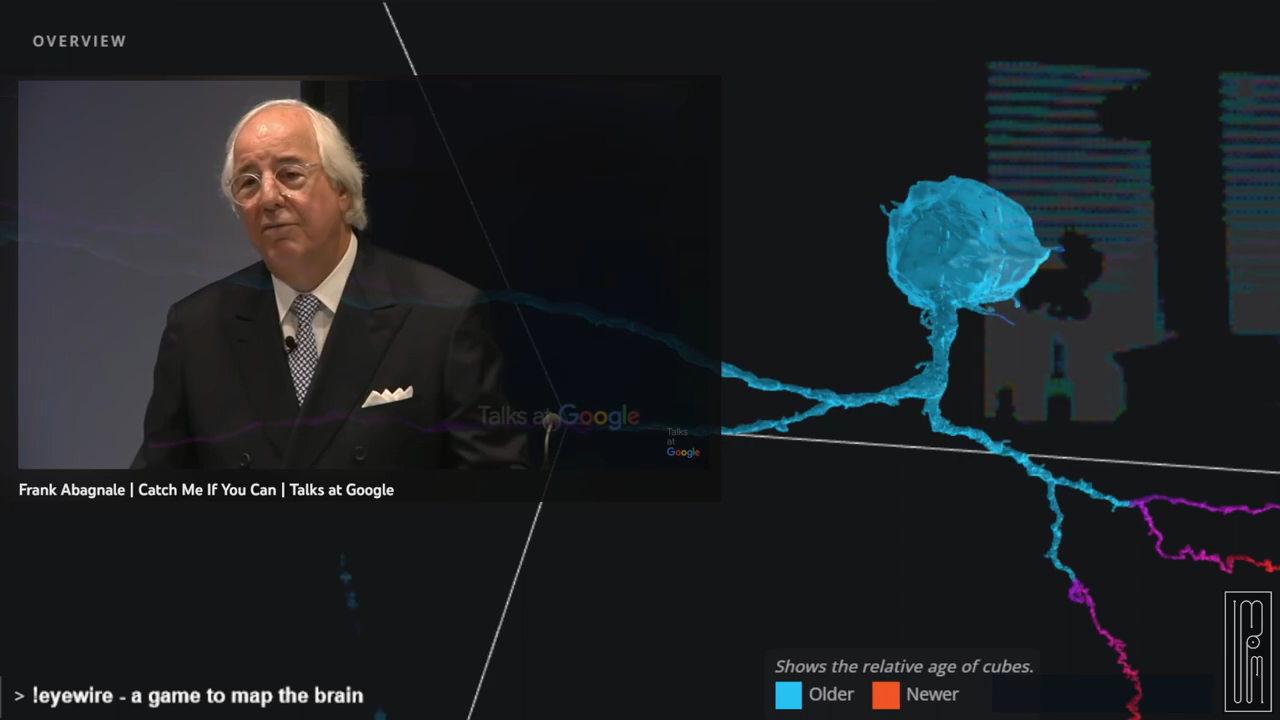 OVERVIEW
Talks at Google
Talks
at
Google
Frank Abagnale | Catch Me If You Can | Talks at Google
Shows the relative age of cubes.
Older
Newer
> !eyewire - a game to map the brain